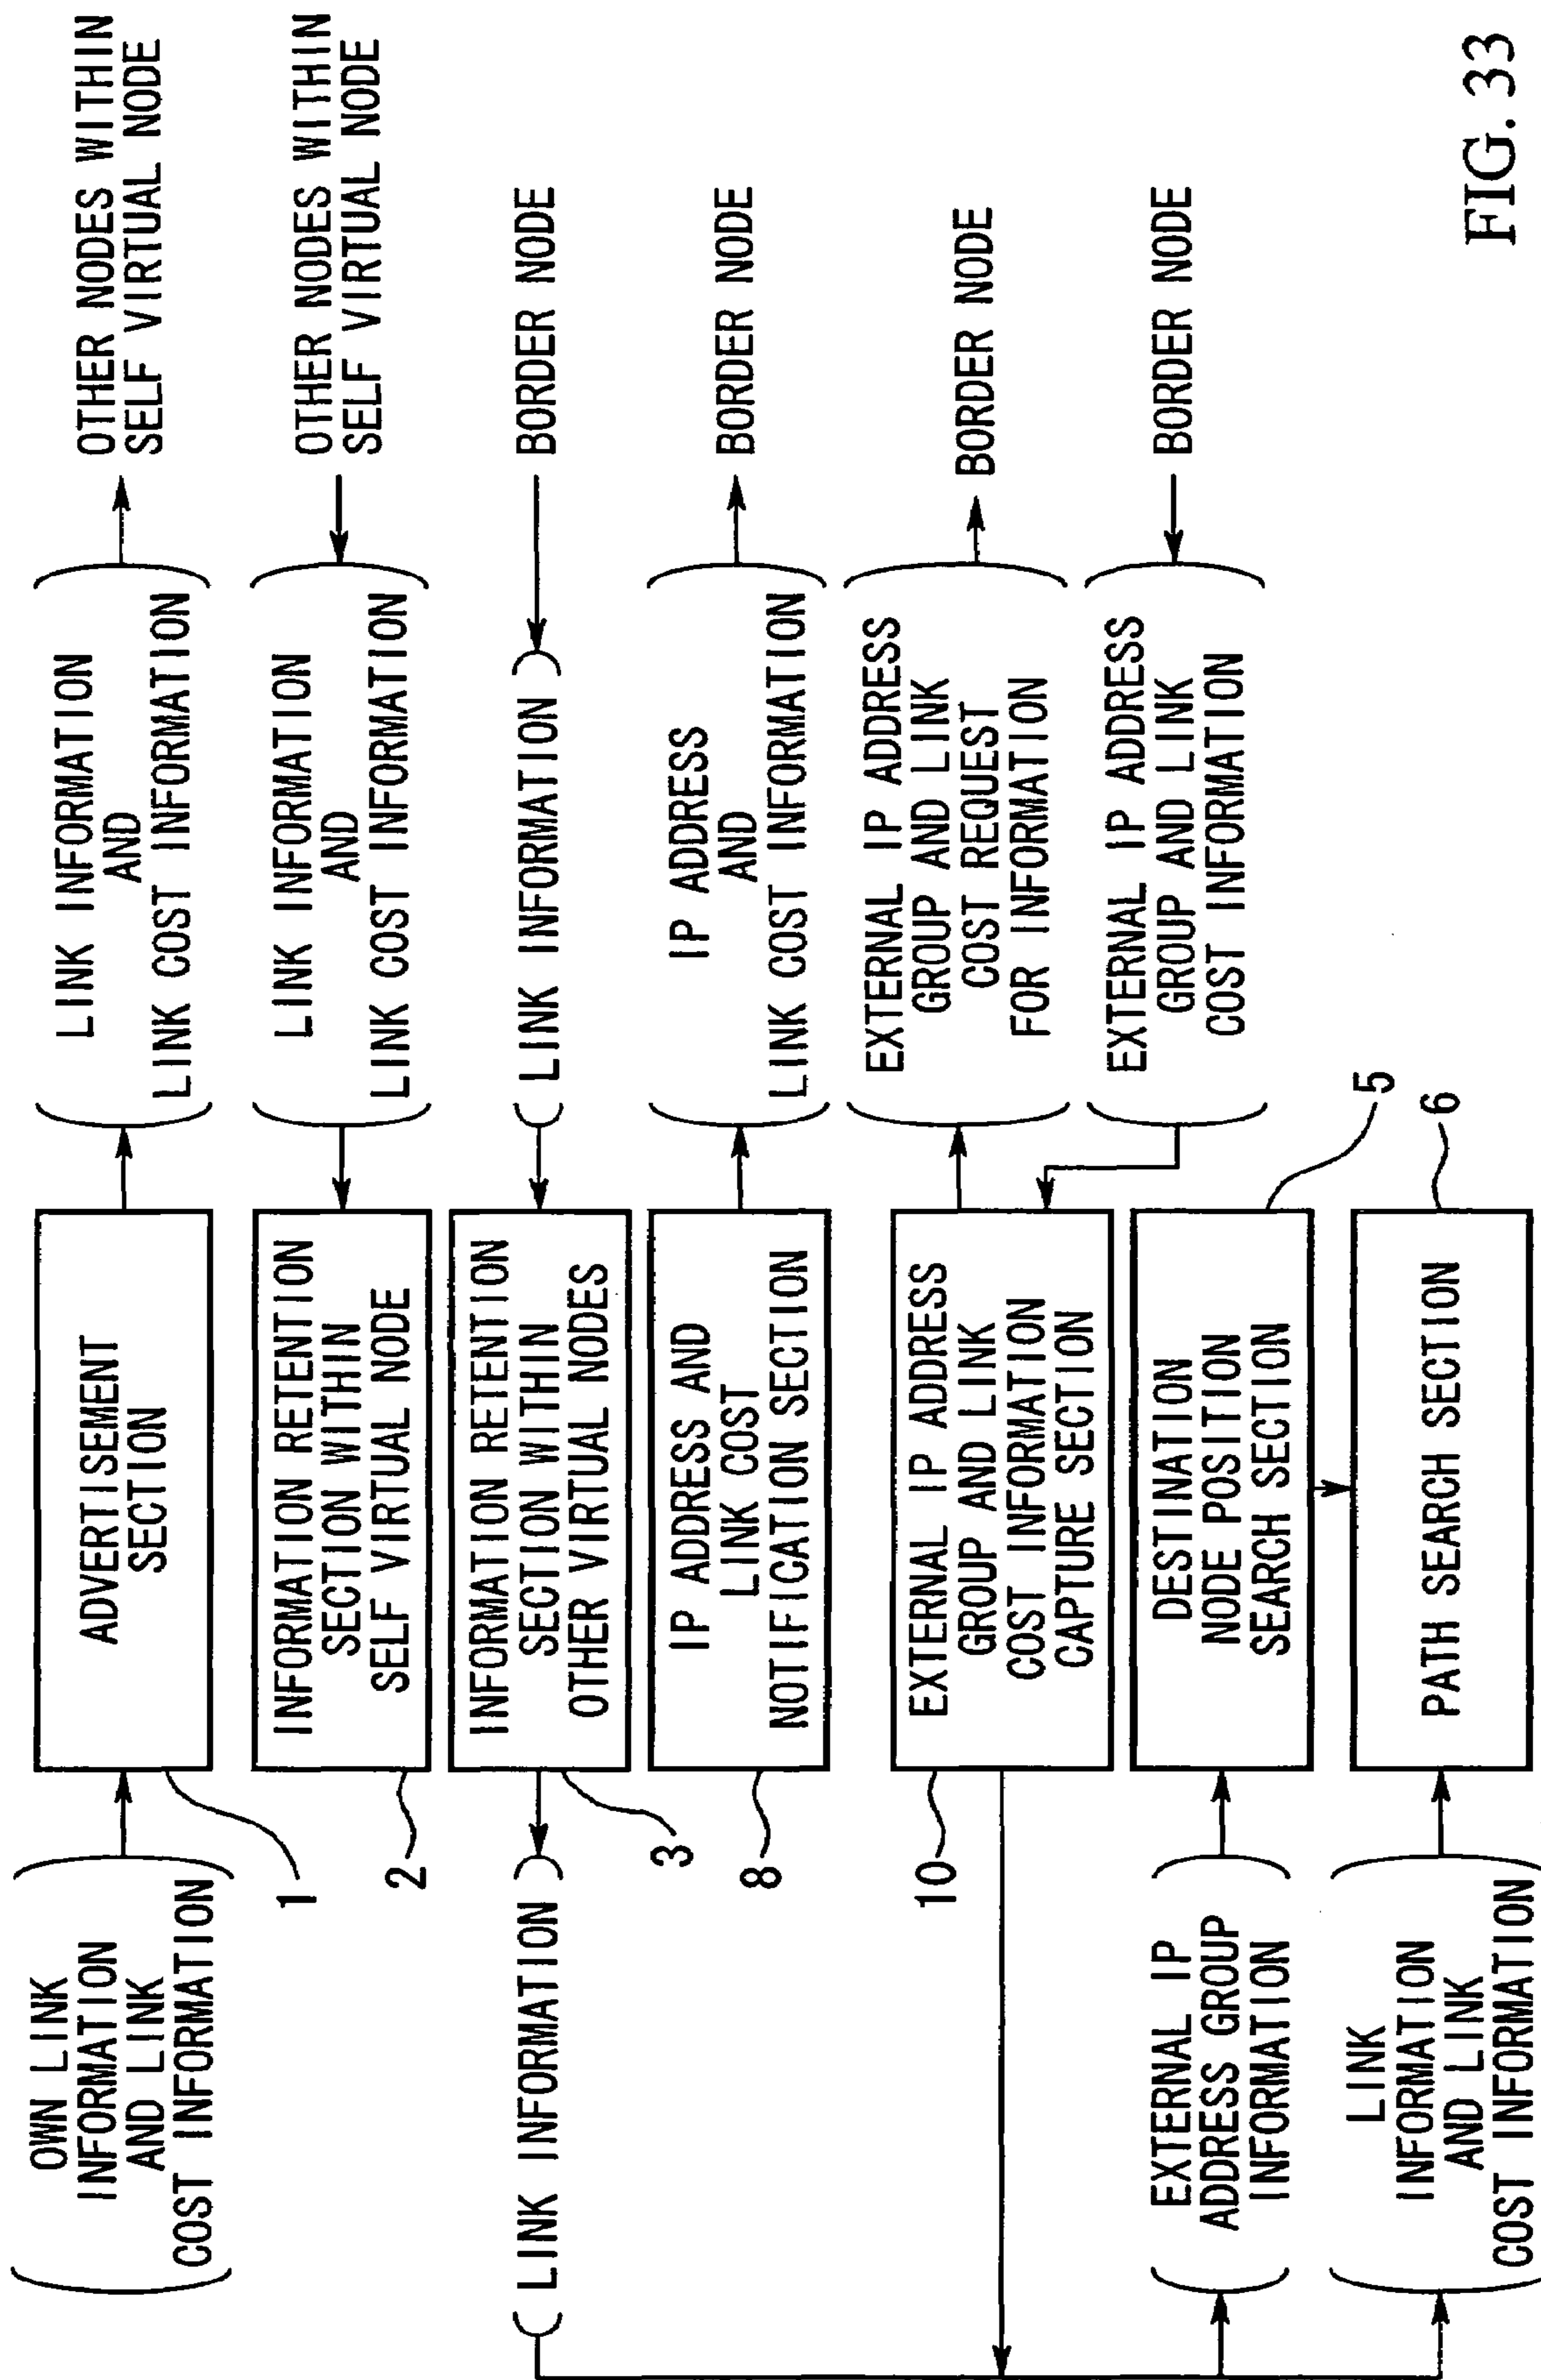 OWN LINK
INFORMATION
AND LINK
COST INFORMATION
1
ADVERTISEMENT
SECTION
LINK INFORMATION
AND
LINK COST INFORMATION
OTHER NODES WITHIN
SELF VIRTUAL NODE
2
INFORMATION RETENTION
SECTION WITHIN
SELF VIRTUAL NODE
LINK INFORMATION
AND
LINK COST INFORMATION
OTHER NODES WITHIN
SELF VIRTUAL NODE
LINK INFORMATION
3
INFORMATION RETENTION
SECTION WITHIN
OTHER VIRTUAL NODES
LINK INFORMATION
BORDER NODE
8
IP ADDRESS AND
LINK COST
NOTIFICATION SECTION
IP ADDRESS
AND
LINK COST INFORMATION
BORDER NODE
10
EXTERNAL IP ADDRESS
GROUP AND LINK
COST INFORMATION
CAPTURE SECTION
EXTERNAL IP ADDRESS
GROUP AND LINK
COST REQUEST
FOR INFORMATION
BORDER NODE
EXTERNAL IP ADDRESS
GROUP AND LINK
COST INFORMATION
BORDER NODE
EXTERNAL IP
ADDRESS GROUP
INFORMATION
DESTINATION
NODE POSITION
SEARCH SECTION
5
LINK
INFORMATION
AND LINK
COST INFORMATION
PATH SEARCH SECTION
6
FIG. 33